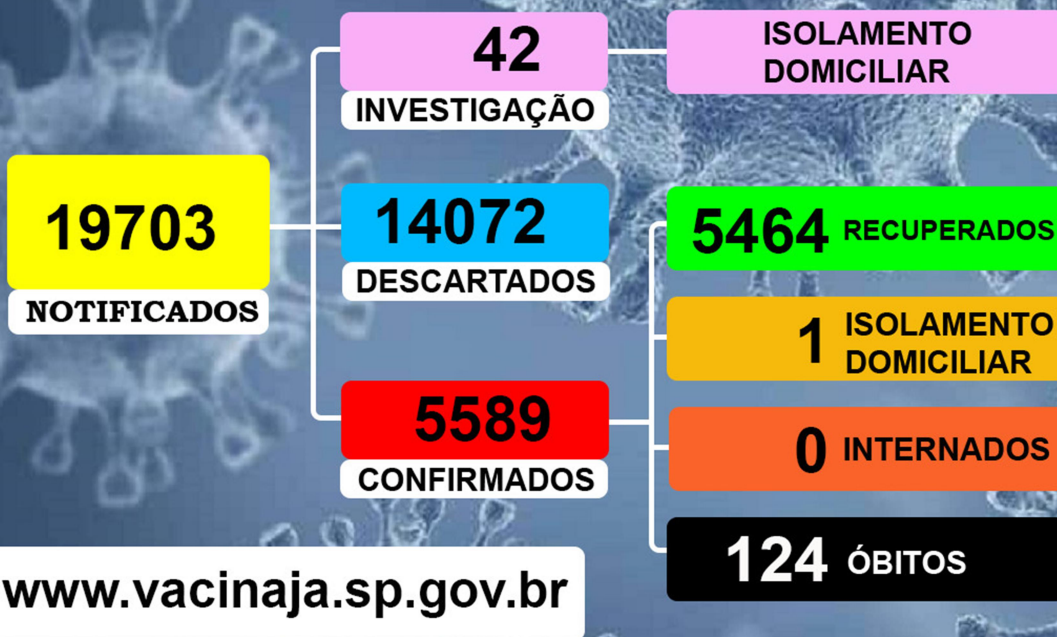 42
INVESTIGAÇÃO
ISOLAMENTO
DOMICILIAR
19703
NOTIFICADOS
14072
DESCARTADOS
5464 RECUPERADOS
1 ISOLAMENTO
DOMICILIAR
5589
CONFIRMADOS
0 INTERNADOS
124 ÓBITOS
www.vacinaja.sp.gov.br